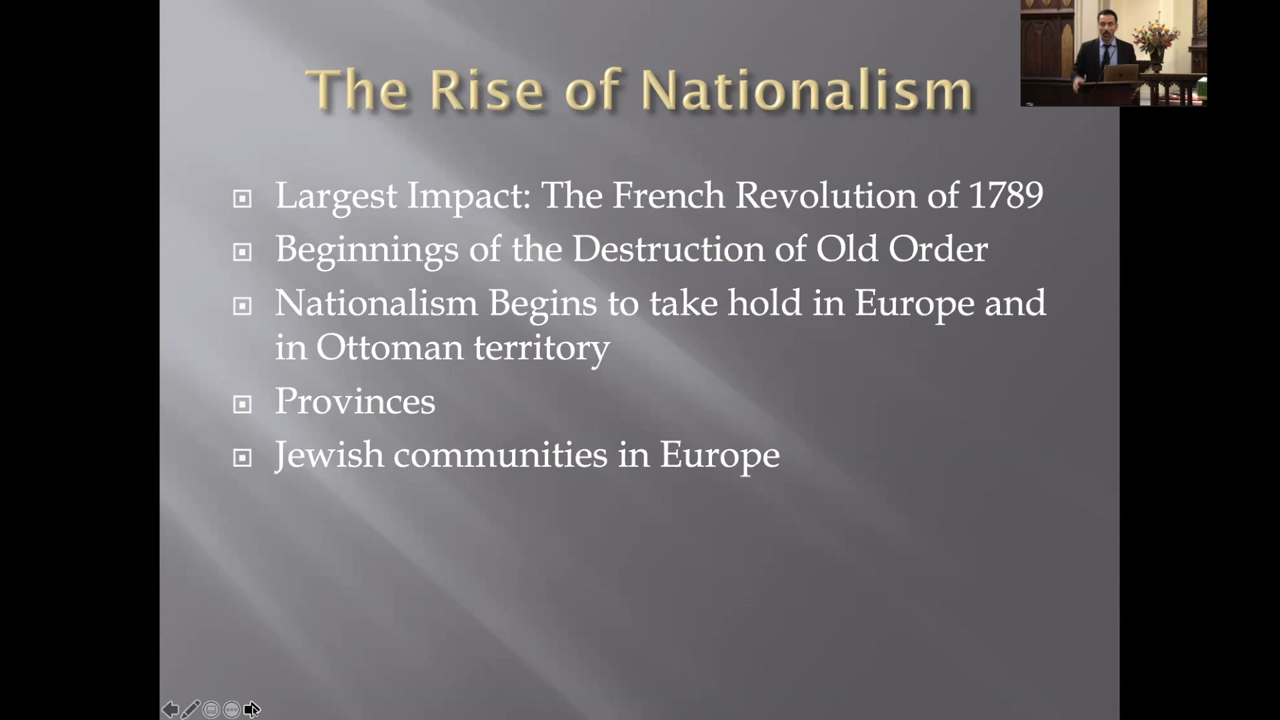 The Rise of Nationalism
Largest Impact: The French Revolution of 1789
Beginnings of the Destruction of Old Order
Nationalism Begins to take hold in Europe and
in Ottoman territory
Provinces
Jewish communities in Europe